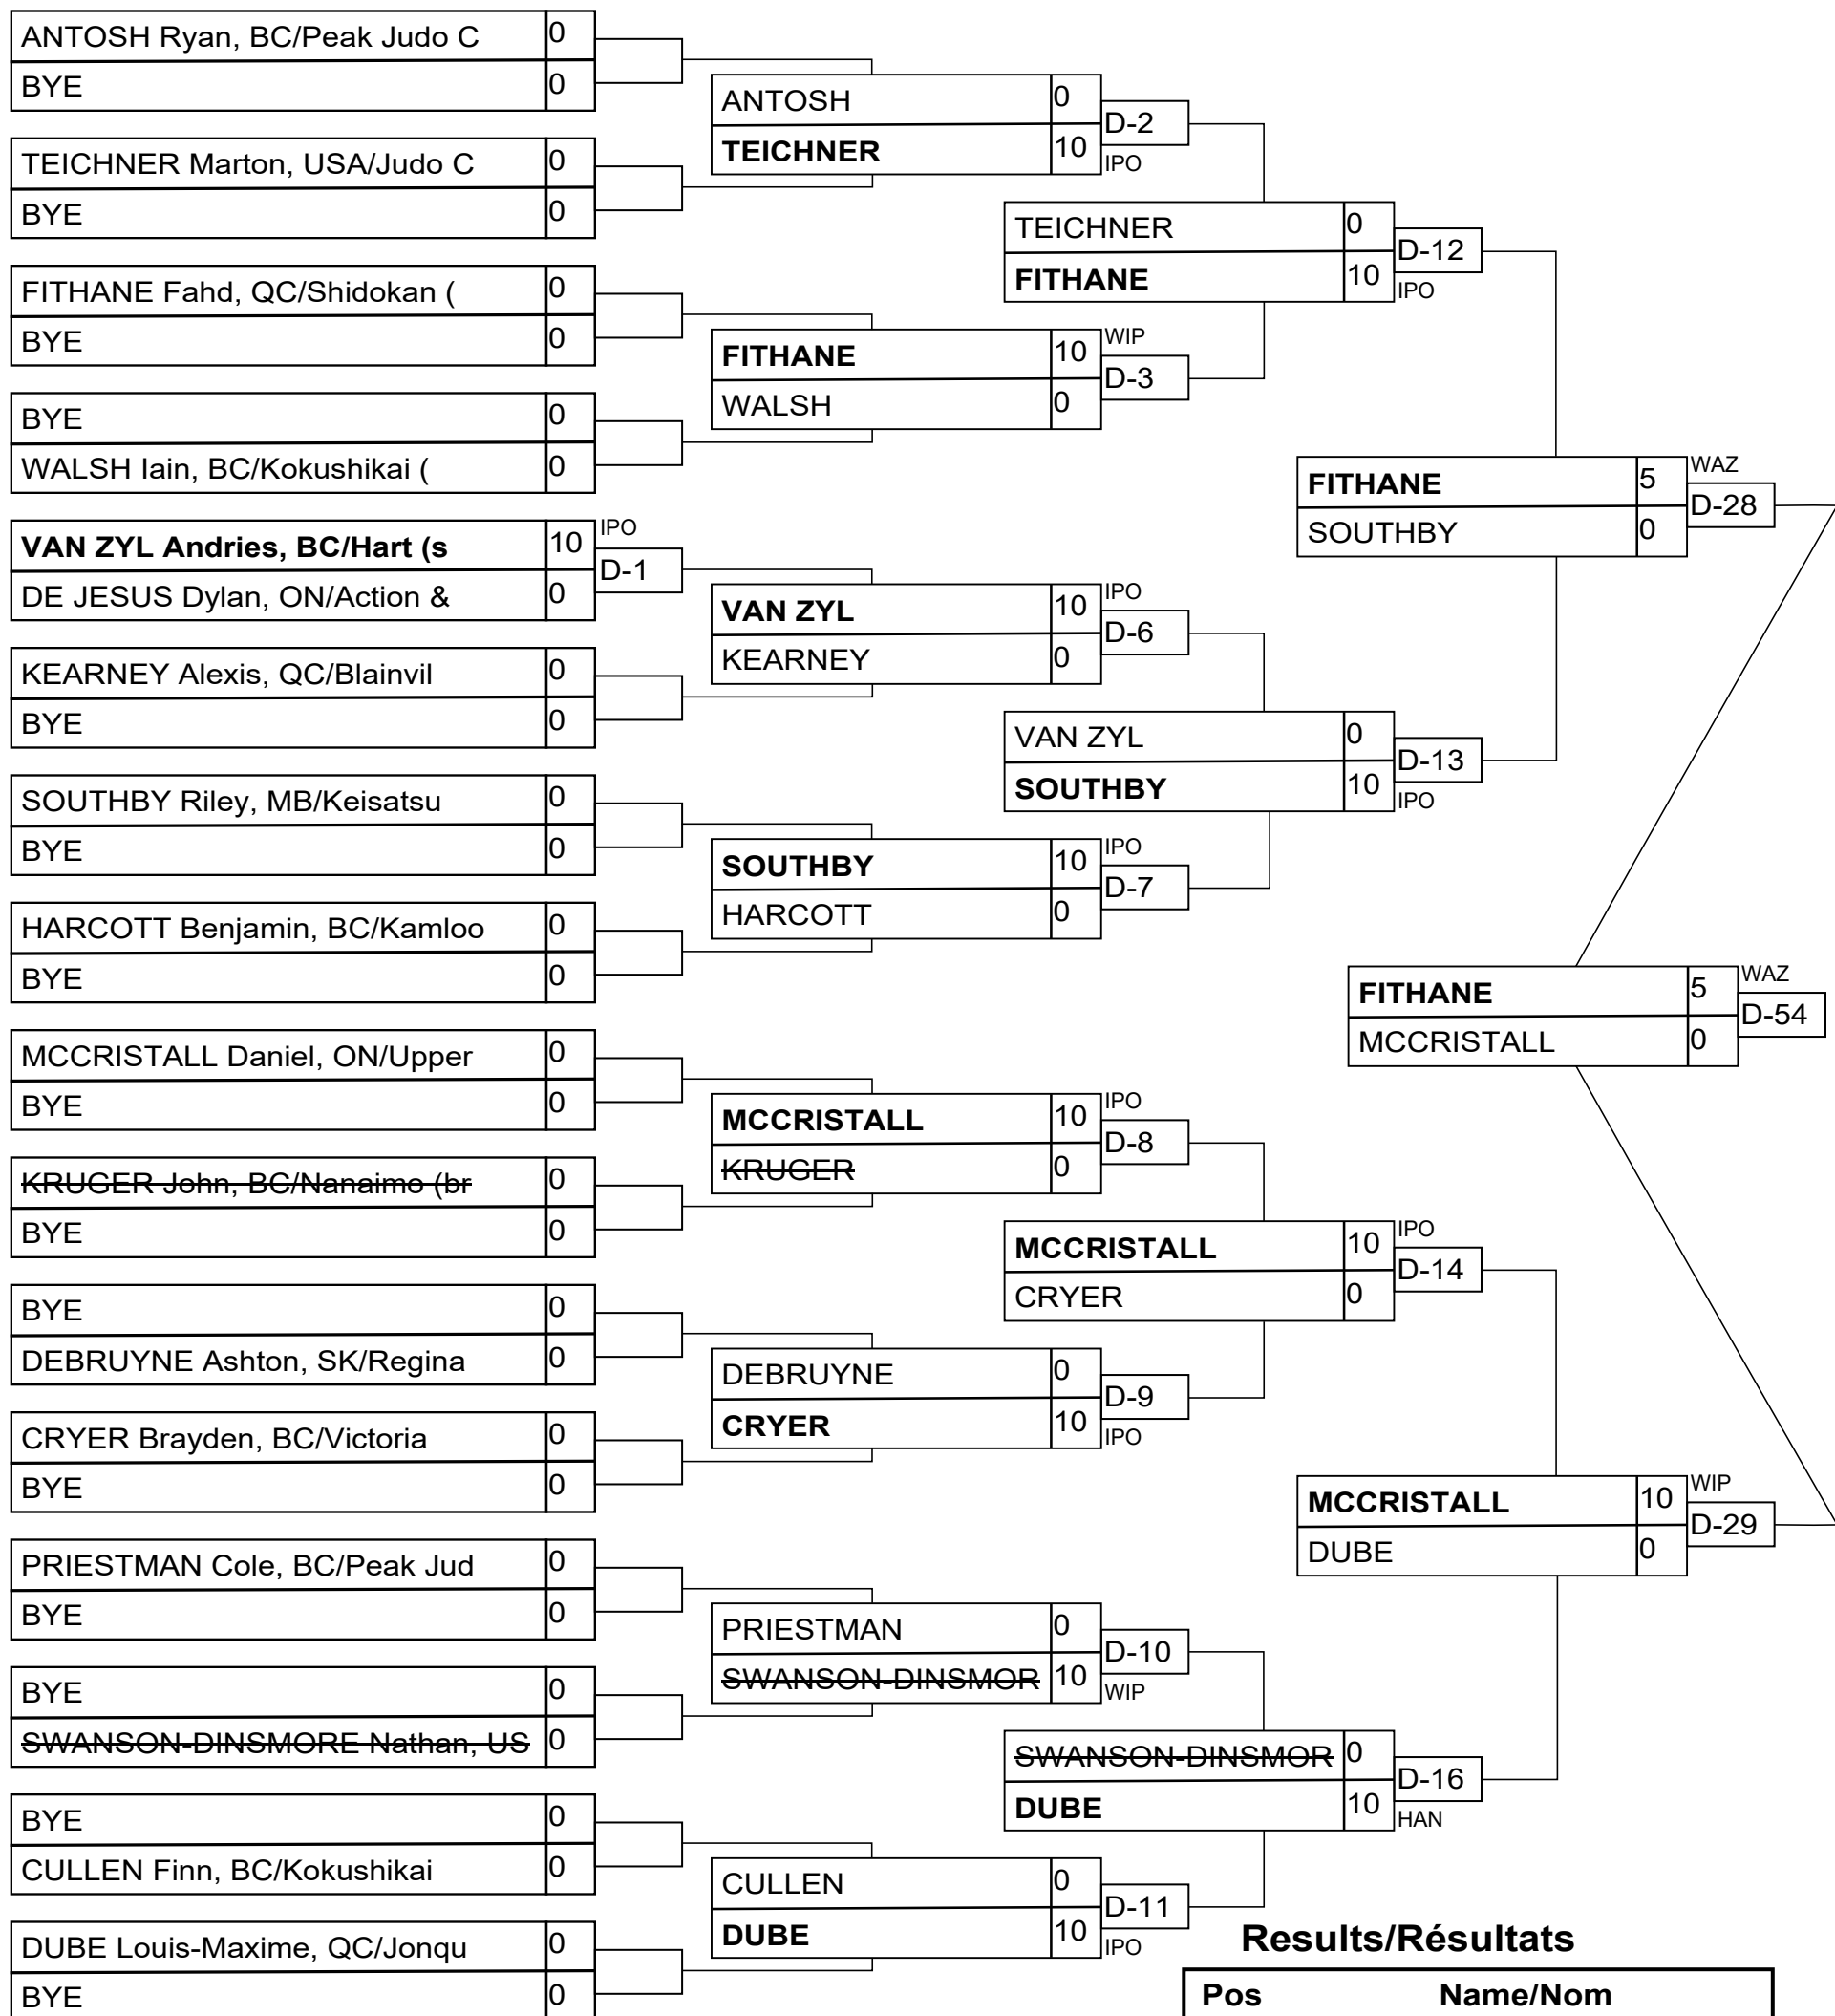 ANTOSH Ryan, BC/Peak Judo C 0
BYE 0
TEICHNER Marton, USA/Judo C 0
BYE 0
FITHANE Fahd, QC/Shidokan ( 0
BYE 0
BYE 0
WALSH Iain, BC/Kokushikai ( 0
VAN ZYL Andries, BC/Hart (s 10 IPO
D-1
DE JESUS Dylan, ON/Action & 0
KEARNEY Alexis, QC/Blainvil 0
BYE 0
SOUTHBY Riley, MB/Keisatsu 0
BYE 0
HARCOTT Benjamin, BC/Kamloo 0
BYE 0
MCCRISTALL Daniel, ON/Upper 0
BYE 0
KRUGER John, BC/Nanaimo (br 0
BYE 0
BYE 0
DEBRUYNE Ashton, SK/Regina 0
CRYER Brayden, BC/Victoria 0
BYE 0
PRIESTMAN Cole, BC/Peak Jud 0
BYE 0
BYE 0
SWANSON-DINSMORE Nathan, US 0
BYE 0
CULLEN Finn, BC/Kokushikai 0
DUBE Louis-Maxime, QC/Jonqu 0
BYE 0
ANTOSH 0
D-2
TEICHNER 10 IPO
FITHANE 10 WIP
D-3
WALSH 0
VAN ZYL 10 IPO
D-6
KEARNEY 0
SOUTHBY 10 IPO
D-7
HARCOTT 0
MCCRISTALL 10 IPO
D-8
KRUGER 0
DEBRUYNE 0
D-9
CRYER 10 IPO
PRIESTMAN 0
D-10
SWANSON-DINSMOR 10 WIP
CULLEN 0
D-11
DUBE 10 IPO
TEICHNER 0
D-12
FITHANE 10 IPO
VAN ZYL 0
D-13
SOUTHBY 10 IPO
MCCRISTALL 10 IPO
D-14
CRYER 0
SWANSON-DINSMOR 0
D-16
DUBE 10 HAN
FITHANE 5 WAZ
D-28
SOUTHBY 0
MCCRISTALL 10 WIP
D-29
DUBE 0
FITHANE 5 WAZ
D-54
MCCRISTALL 0
Results/Résultats
Pos Name/Nom